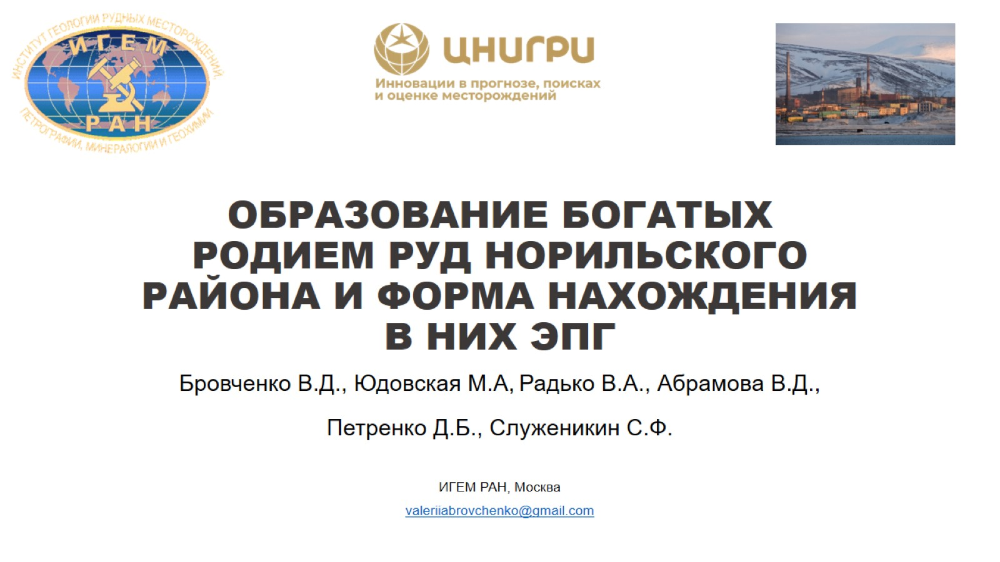 ИНСТИТУТ ГЕОЛОГИИ РУДНЫХ МЕСТОРОЖДЕНИЙ,
ИГЕМ
РАН
ПЕТРОГРАФИИ, МИНЕРАЛОГИИ И ГЕОХИМИИ
ЦНИГРИ
Инновации в прогнозе, поисках
и оценке месторождений
ОБРАЗОВАНИЕ БОГАТЫХ
РОДИЕМ РУД НОРИЛЬСКОГО
РАЙОНА И ФОРМА НАХОЖДЕНИЯ
В НИХ ЭПГ
Бровченко В.Д., Юдовская М.А, Радько В.А., Абрамова В.Д.,
Петренко Д.Б., Служеникин С.Ф.
ИГЕМ РАН, Москва
valeriiabrovchenko@gmail.com